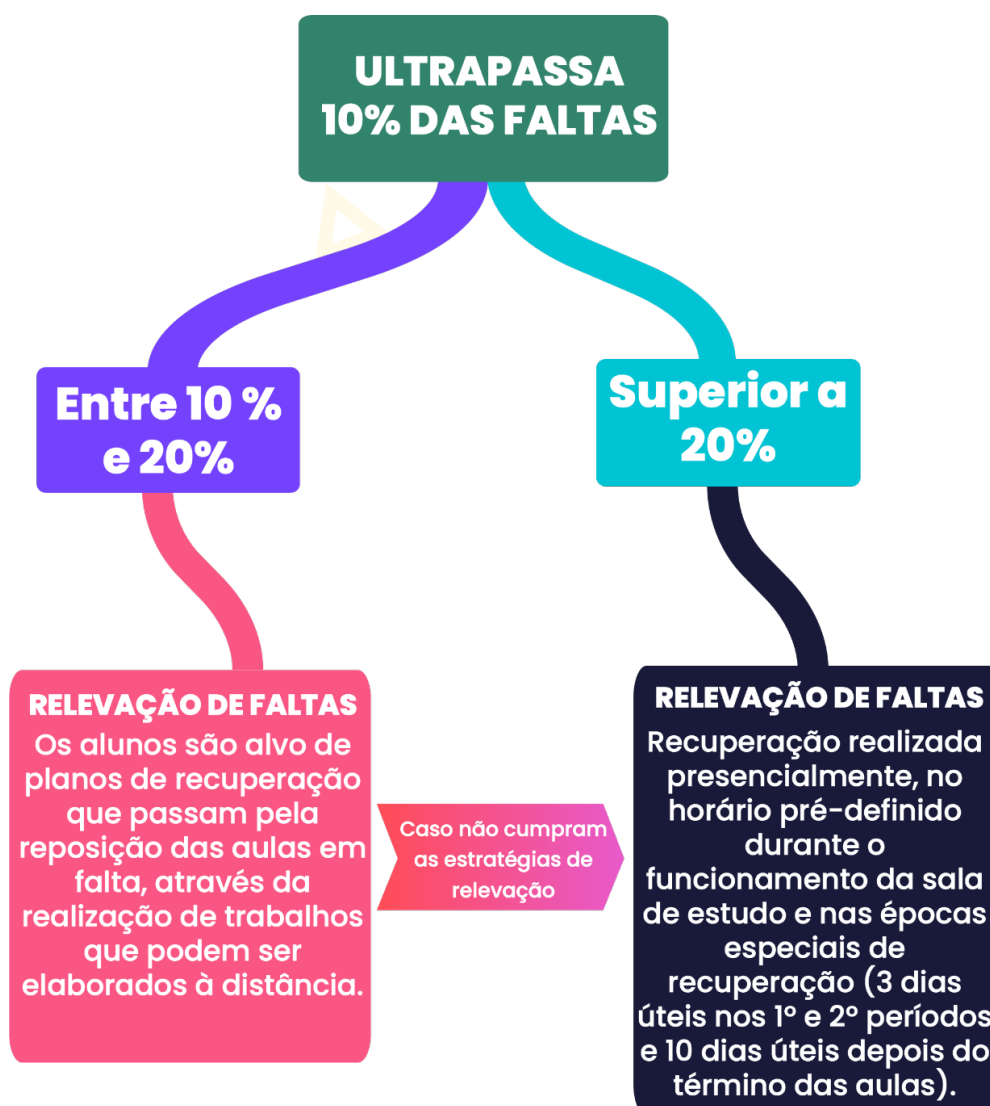 ULTRAPASSA
10% DAS FALTAS
Entre 10 %
e 20%
Superior a
20%
RELEVAÇÃO DE FALTAS
Os alunos são alvo de
planos de recuperação
que passam pela
reposição das aulas em
falta, através da
realização de trabalhos
que podem ser
elaborados à distância.
Caso não cumpram
as estratégias de
relevação
RELEVAÇÃO DE FALTAS
Recuperação realizada
presencialmente, no
horário pré-definido
durante o
funcionamento da sala
de estudo e nas épocas
especiais de
recuperação (3 dias
úteis nos 1º e 2º períodos
e 10 dias úteis depois do
término das aulas).